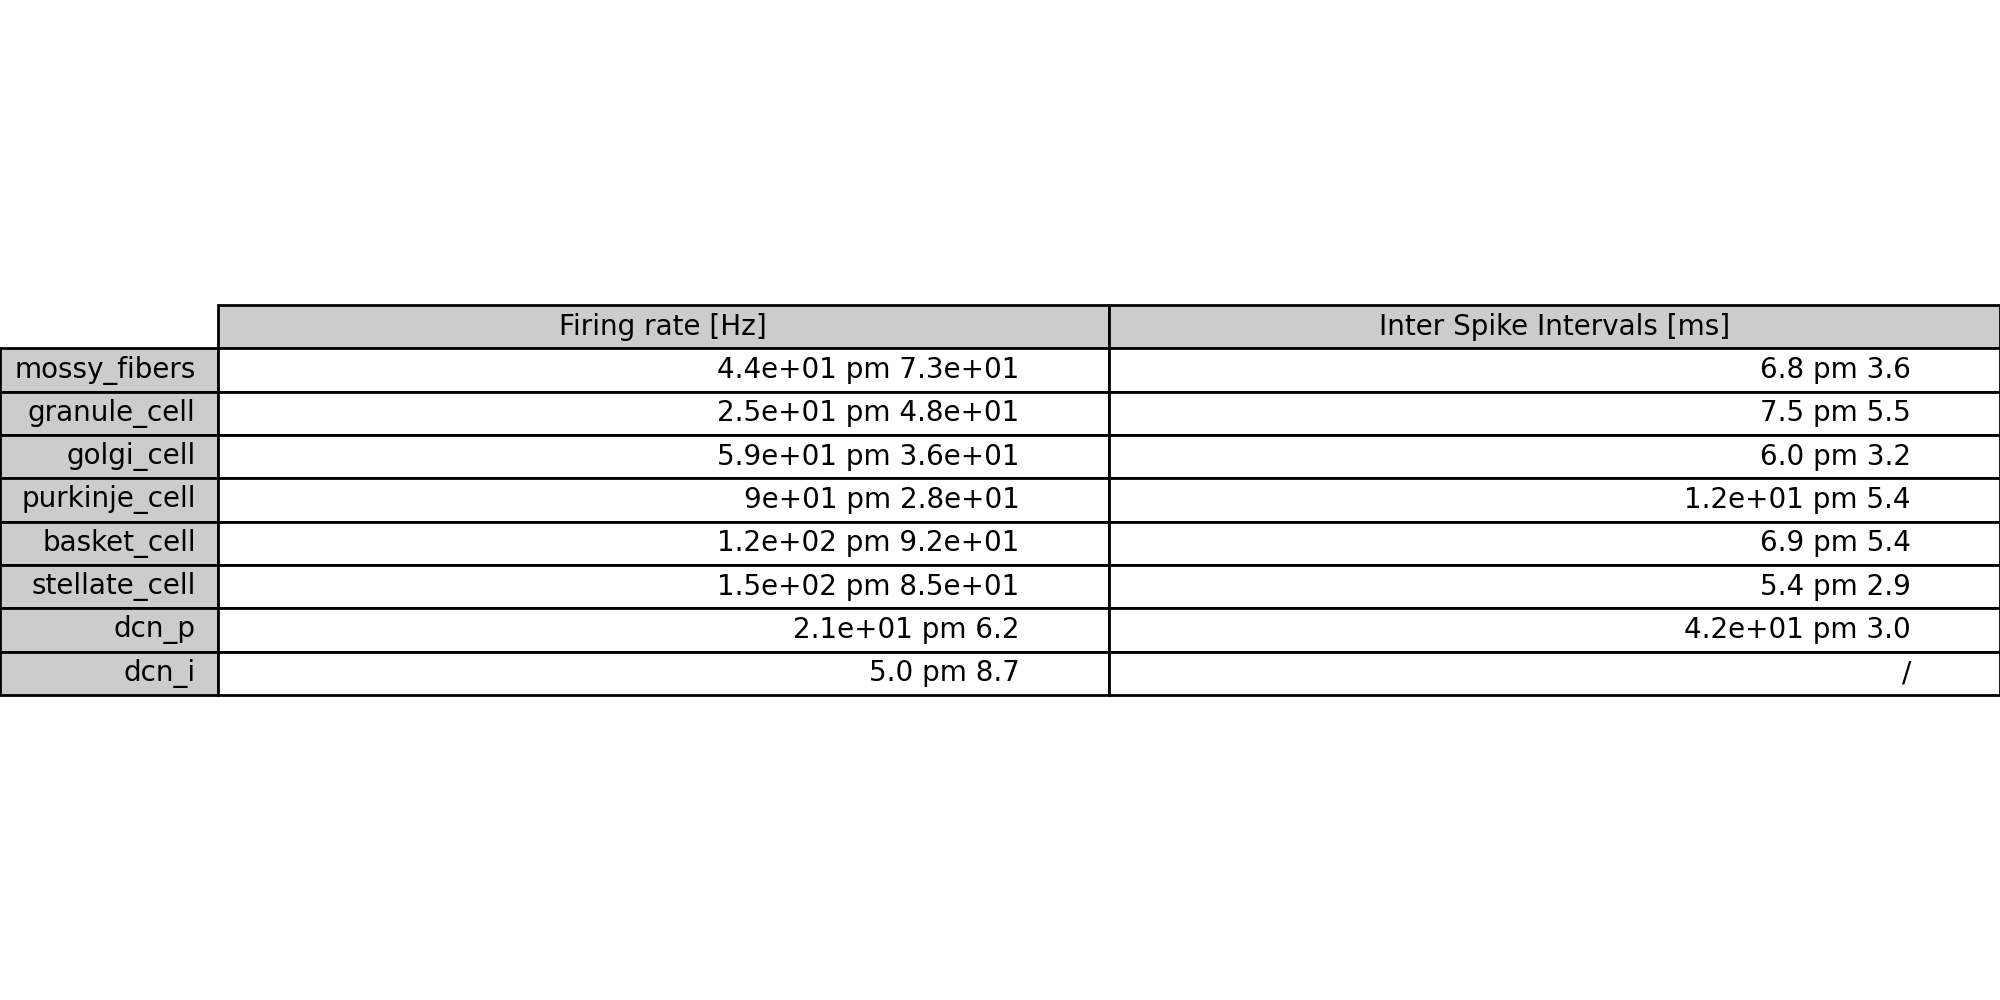 Firing rate [Hz] Inter Spike Intervals [ms]
mossy_fibers 4.4e+01 pm 7.3e+01 6.8 pm 3.6
granule_cell 2.5e+01 pm 4.8e+01 7.5 pm 5.5
golgi_cell 5.9e+01 pm 3.6e+01 6.0 pm 3.2
purkinje_cell 9e+01 pm 2.8e+01 1.2e+01 pm 5.4
basket_cell 1.2e+02 pm 9.2e+01 6.9 pm 5.4
stellate_cell 1.5e+02 pm 8.5e+01 5.4 pm 2.9
dcn_p 2.1e+01 pm 6.2 4.2e+01 pm 3.0
dcn_i 5.0 pm 8.7 /